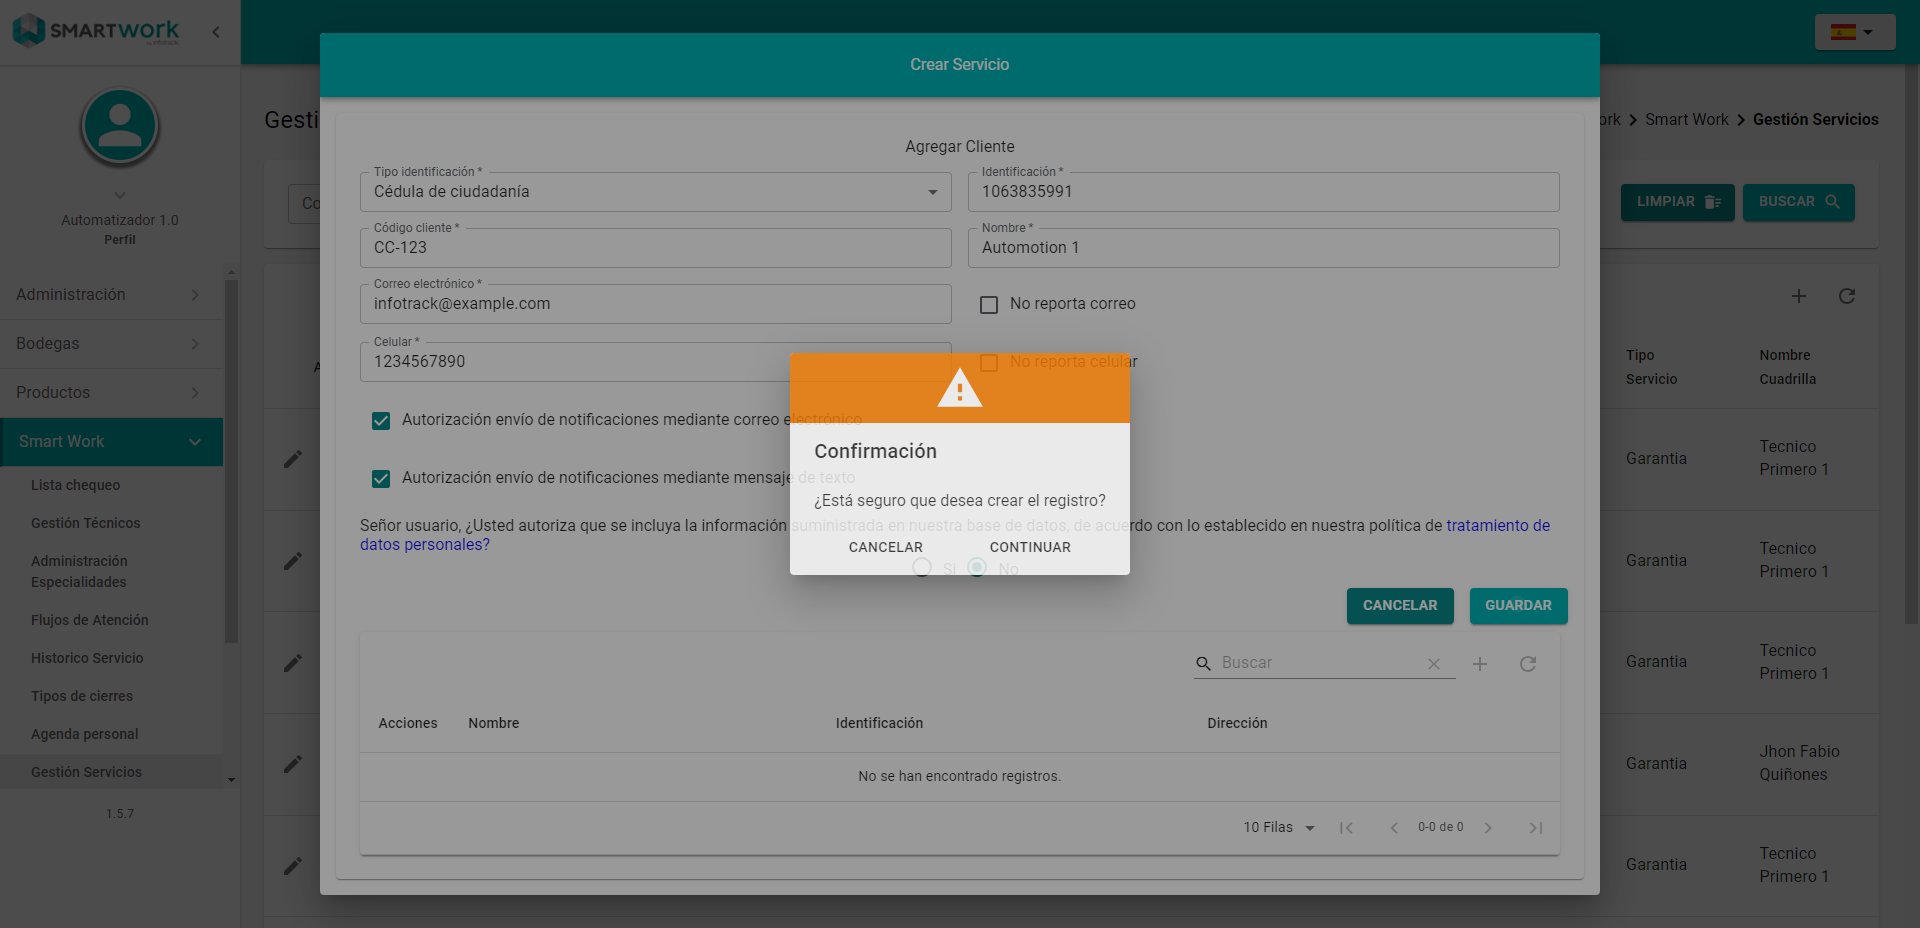 SMARTWORK
by infotrack
Automatizador 1.0
Perfil
Administración
Bodegas
Productos
Smart Work
Lista chequeo
Gestión Técnicos
Administración
Especialidades
Flujos de Atención
Historico Servicio
Tipos de cierres
Agenda personal
Gestión Servicios
1.5.7
Crear Servicio
Smart Work > Gestión Servicios
LIMPIAR
BUSCAR
Agregar Cliente
Tipo identificación *
Cédula de ciudadanía
Identificación *
1063835991
Código cliente *
CC-123
Nombre *
Automotion 1
Correo electrónico *
infotrack@example.com
No reporta correo
Celular *
1234567890
No reporta celular
Autorización envío de notificaciones mediante correo electrónico
Autorización envío de notificaciones mediante mensaje de texto
Señor usuario, ¿Usted autoriza que se incluya la información suministrada en nuestra base de datos, de acuerdo con lo establecido en nuestra política de tratamiento de
datos personales?
Si
No
Confirmación
¿Está seguro que desea crear el registro?
CANCELAR
CONTINUAR
CANCELAR
GUARDAR
Buscar
Acciones
Nombre
Identificación
Dirección
No se han encontrado registros.
10 Filas
0-0 de 0
Tipo
Servicio
Nombre
Cuadrilla
Garantia
Tecnico
Primero 1
Garantia
Tecnico
Primero 1
Garantia
Tecnico
Primero 1
Garantia
Jhon Fabio
Quiñones
Garantia
Tecnico
Primero 1